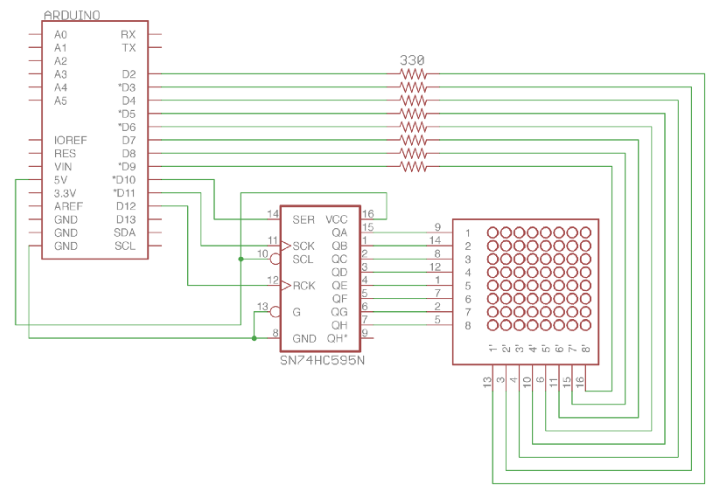 ARDUINO
A0 RX
A1 TX
A2
A3 D2
A4 *D3
A5 D4
*D5
*D6
IOREF D7
RES D8
VIN *D9
5V *D10
3.3V *D11
AREF D12
GND D13
GND SDA
GND SCL
330
14 SER VCC 16
QA 15
11 SCK QB 1
10 SCL QC 2
QD 3
12 RCK QE 4
QF 5
13 G QG 6
QH 7
8 GND QH* 9
SN74HC595N
9 1
14 2
8 3
12 4
1 5
7 6
2 7
5 8
1' 2' 3' 4' 5' 6' 7' 8'
13 3 4 10 6 11 15 16